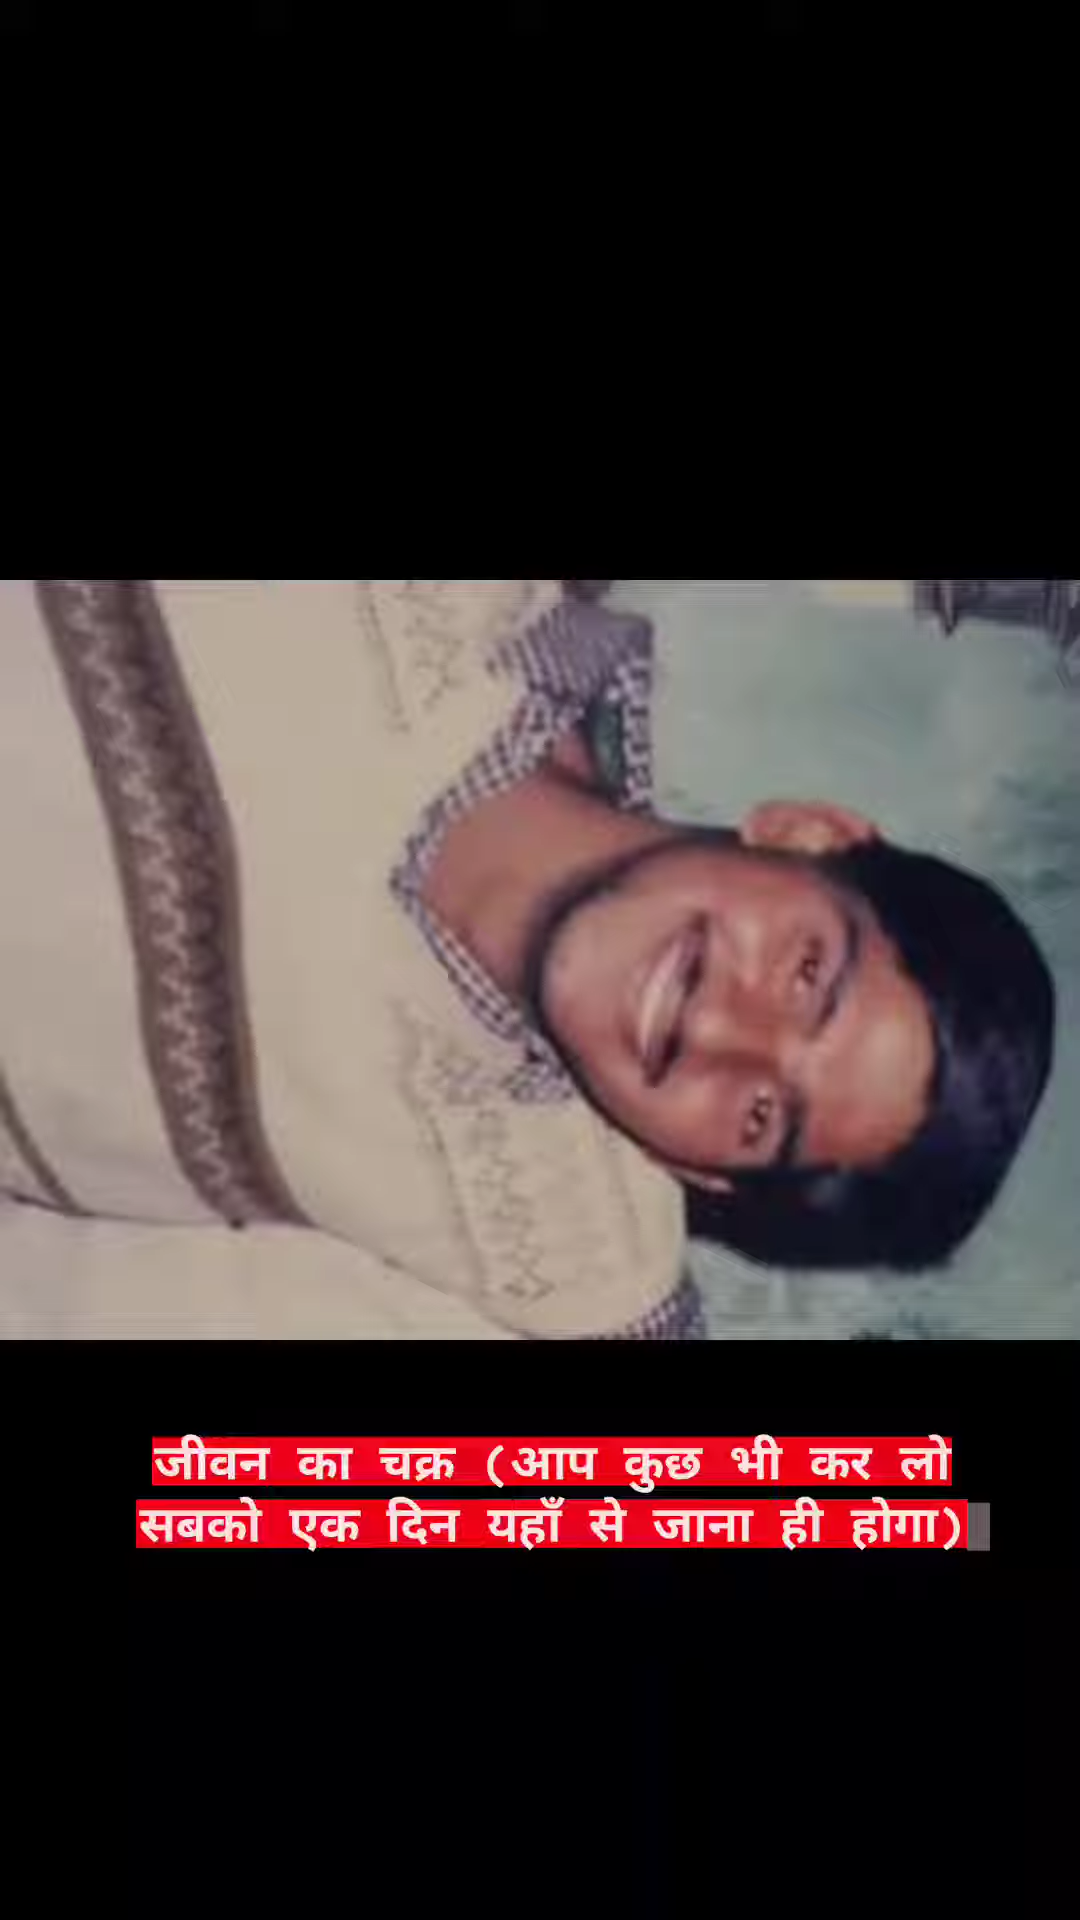 जीवन का चक्र (आप कुछ भी कर लो
सबको एक दिन यहाँ से जाना ही होगा)